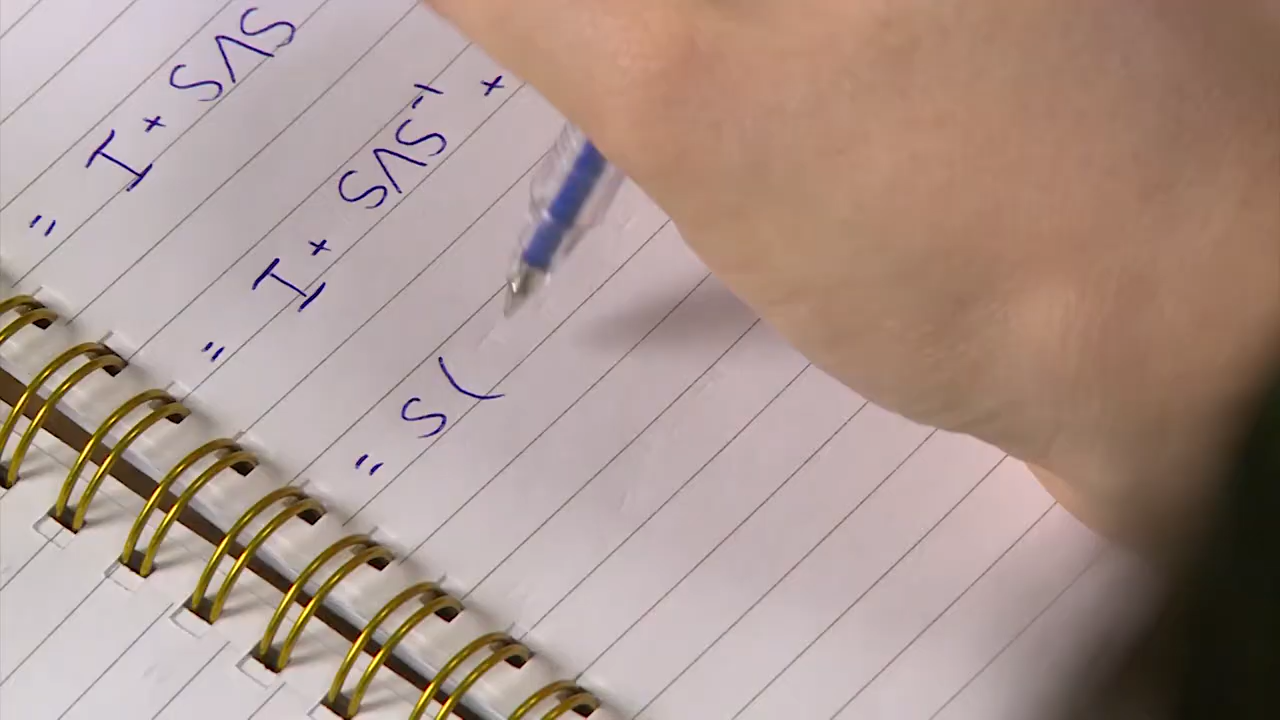 = I + SΛS
= I + SΛS⁻¹ +
= S (